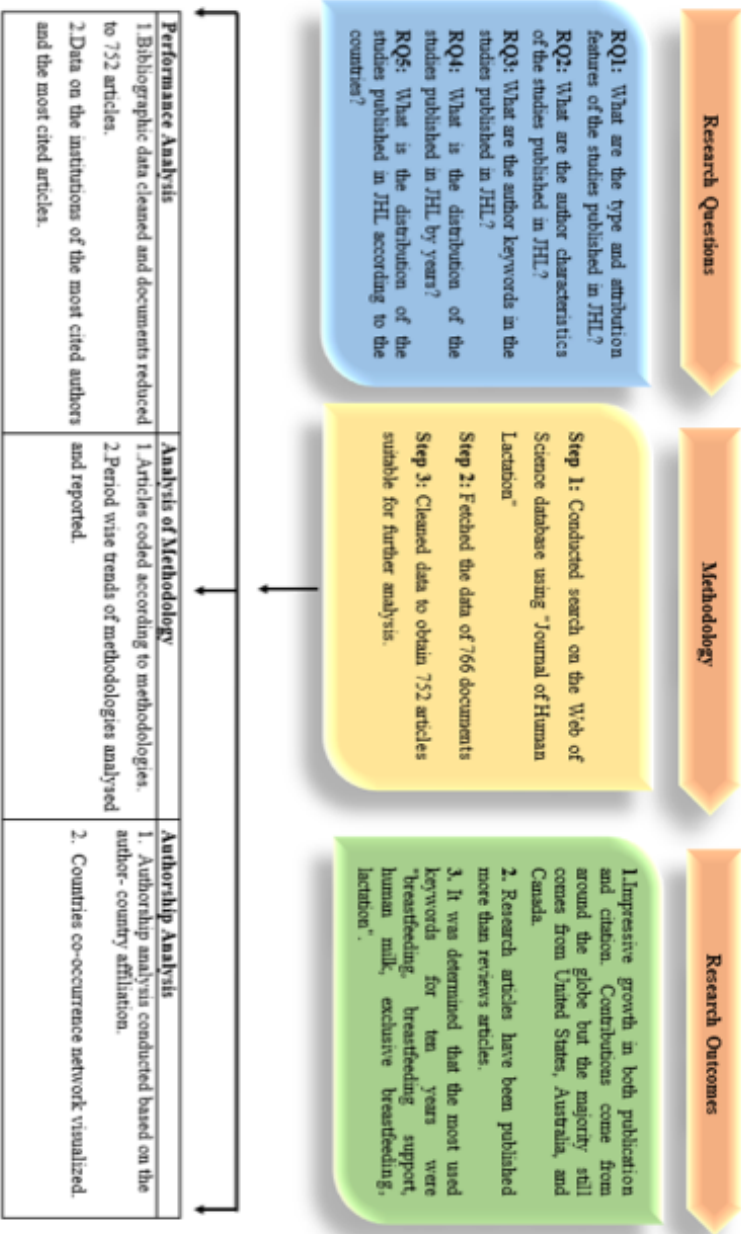 Research Questions
RQ1: What are the type and attribution
features of the studies published in JHL?
RQ2: What are the author characteristics
of the studies published in JHL?
RQ3: What are the author keywords in the
studies published in JHL?
RQ4: What is the distribution of the
studies published in JHL by years?
RQ5: What is the distribution of the
studies published in JHL according to the
countries?
Methodology
Step 1: Conducted search on the Web of
Science database using "Journal of Human
Lactation"
Step 2: Fetched the data of 766 documents
Step 3: Cleaned data to obtain 752 articles
suitable for further analysis.
Research Outcomes
1.Impressive growth in both publication
and citation. Contributions come from
around the globe but the majority still
comes from United States, Australia, and
Canada.
2. Research articles have been published
more than reviews articles.
3. It was determined that the most used
keywords for ten years were
"breastfeeding, breastfeeding support,
human milk, exclusive breastfeeding,
lactation".
Performance Analysis
1.Bibliographic data cleaned and documents reduced
to 752 articles.
2.Data on the institutions of the most cited authors
and the most cited articles.
Analysis of Methodology
1.Articles coded according to methodologies.
2.Period wise trends of methodologies analysed
and reported.
Authorship Analysis
1. Authorship analysis conducted based on the
author- country affiliation.
2. Countries co-occurrence network visualized.